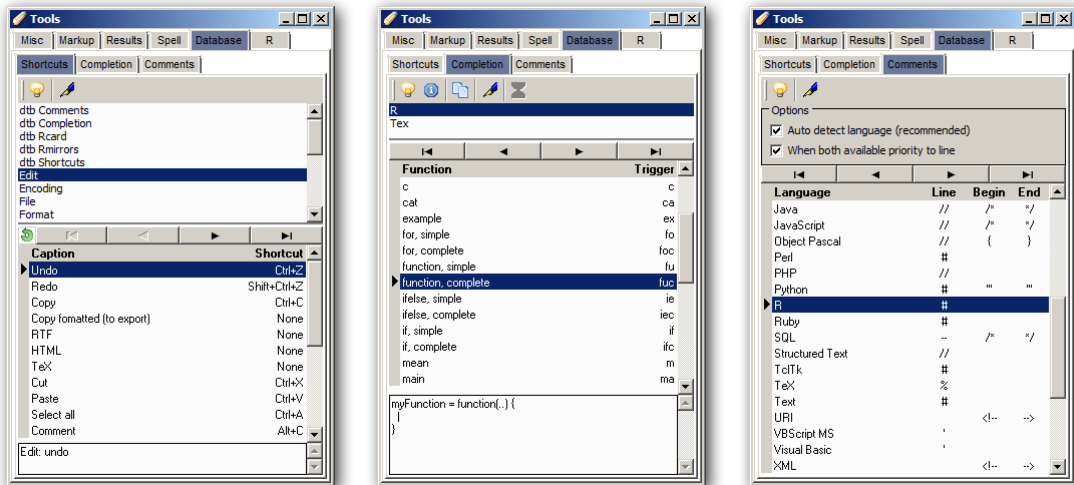 Tools
Misc Markup Results Spell Database R
Shortcuts Completion Comments
dtb Comments
dtb Completion
dtb Rcard
dtb Rmirrors
dtb Shortcuts
Edit
Encoding
File
Format
Caption Shortcut
Undo Ctrl+Z
Redo Shift+Ctrl+Z
Copy Ctrl+C
Copy fomatted (to export) None
RTF None
HTML None
TeX None
Cut Ctrl+X
Paste Ctrl+V
Select all Ctrl+A
Comment Alt+C
Edit: undo
Tools
Misc Markup Results Spell Database R
Shortcuts Completion Comments
R
Tex
Function Trigger
c c
cat ca
example ex
for, simple fo
for, complete foc
function, simple fu
function, complete fuc
ifelse, simple ie
ifelse, complete iec
if, simple if
if, complete ifc
mean m
main ma
myFunction = function(..) {
|
}
Tools
Misc Markup Results Spell Database R
Shortcuts Completion Comments
Options
Auto detect language (recommended)
When both available priority to line
Language Line Begin End
Java // /* */
JavaScript // /* */
Object Pascal // { }
Perl #
PHP //
Python # ''' '''
R #
Ruby #
SQL -- /* */
Structured Text //
TclTk #
TeX %
Text #
URI <!-- -->
VBScript MS '
Visual Basic '
XML <!-- -->